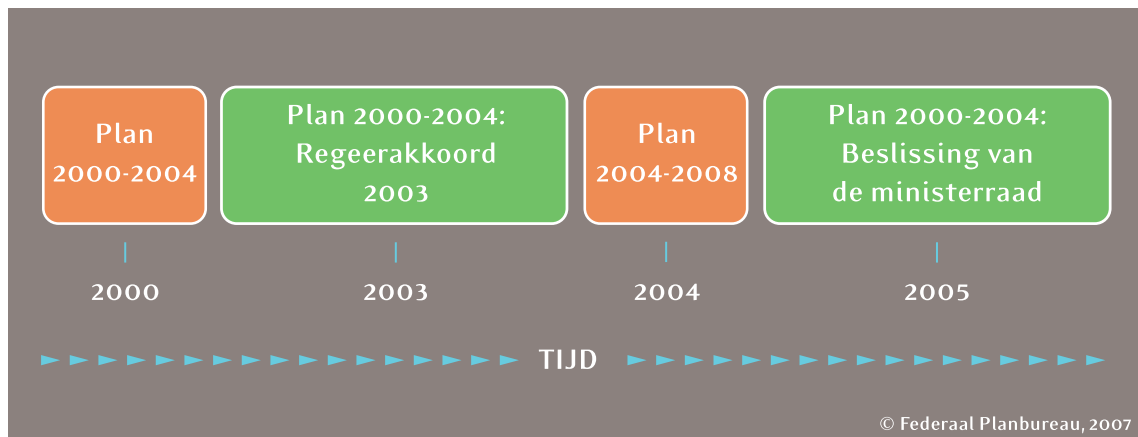 Plan
2000-2004
Plan 2000-2004:
Regeerakkoord
2003
Plan
2004-2008
Plan 2000-2004:
Beslissing van
de ministerraad
2000
2003
2004
2005
TIJD
© Federaal Planbureau, 2007